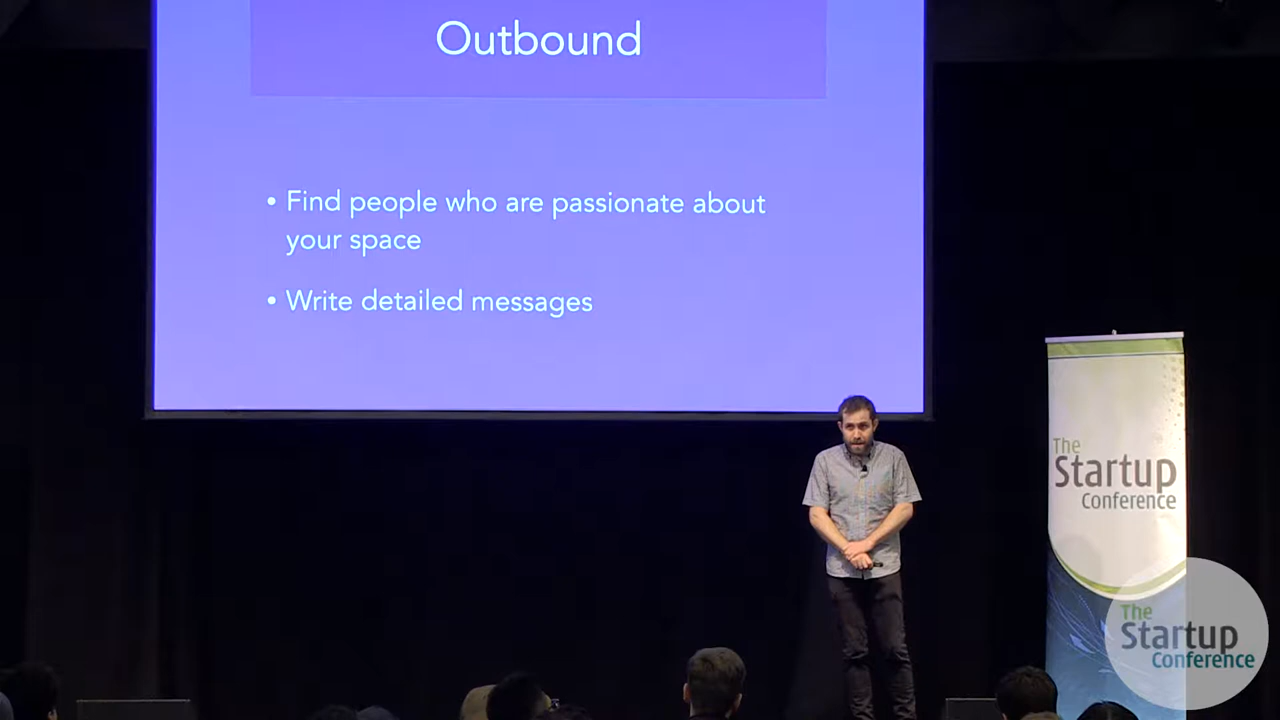 Outbound
• Find people who are passionate about
your space
• Write detailed messages
The
Startup
Conference
The
Startup
Conference